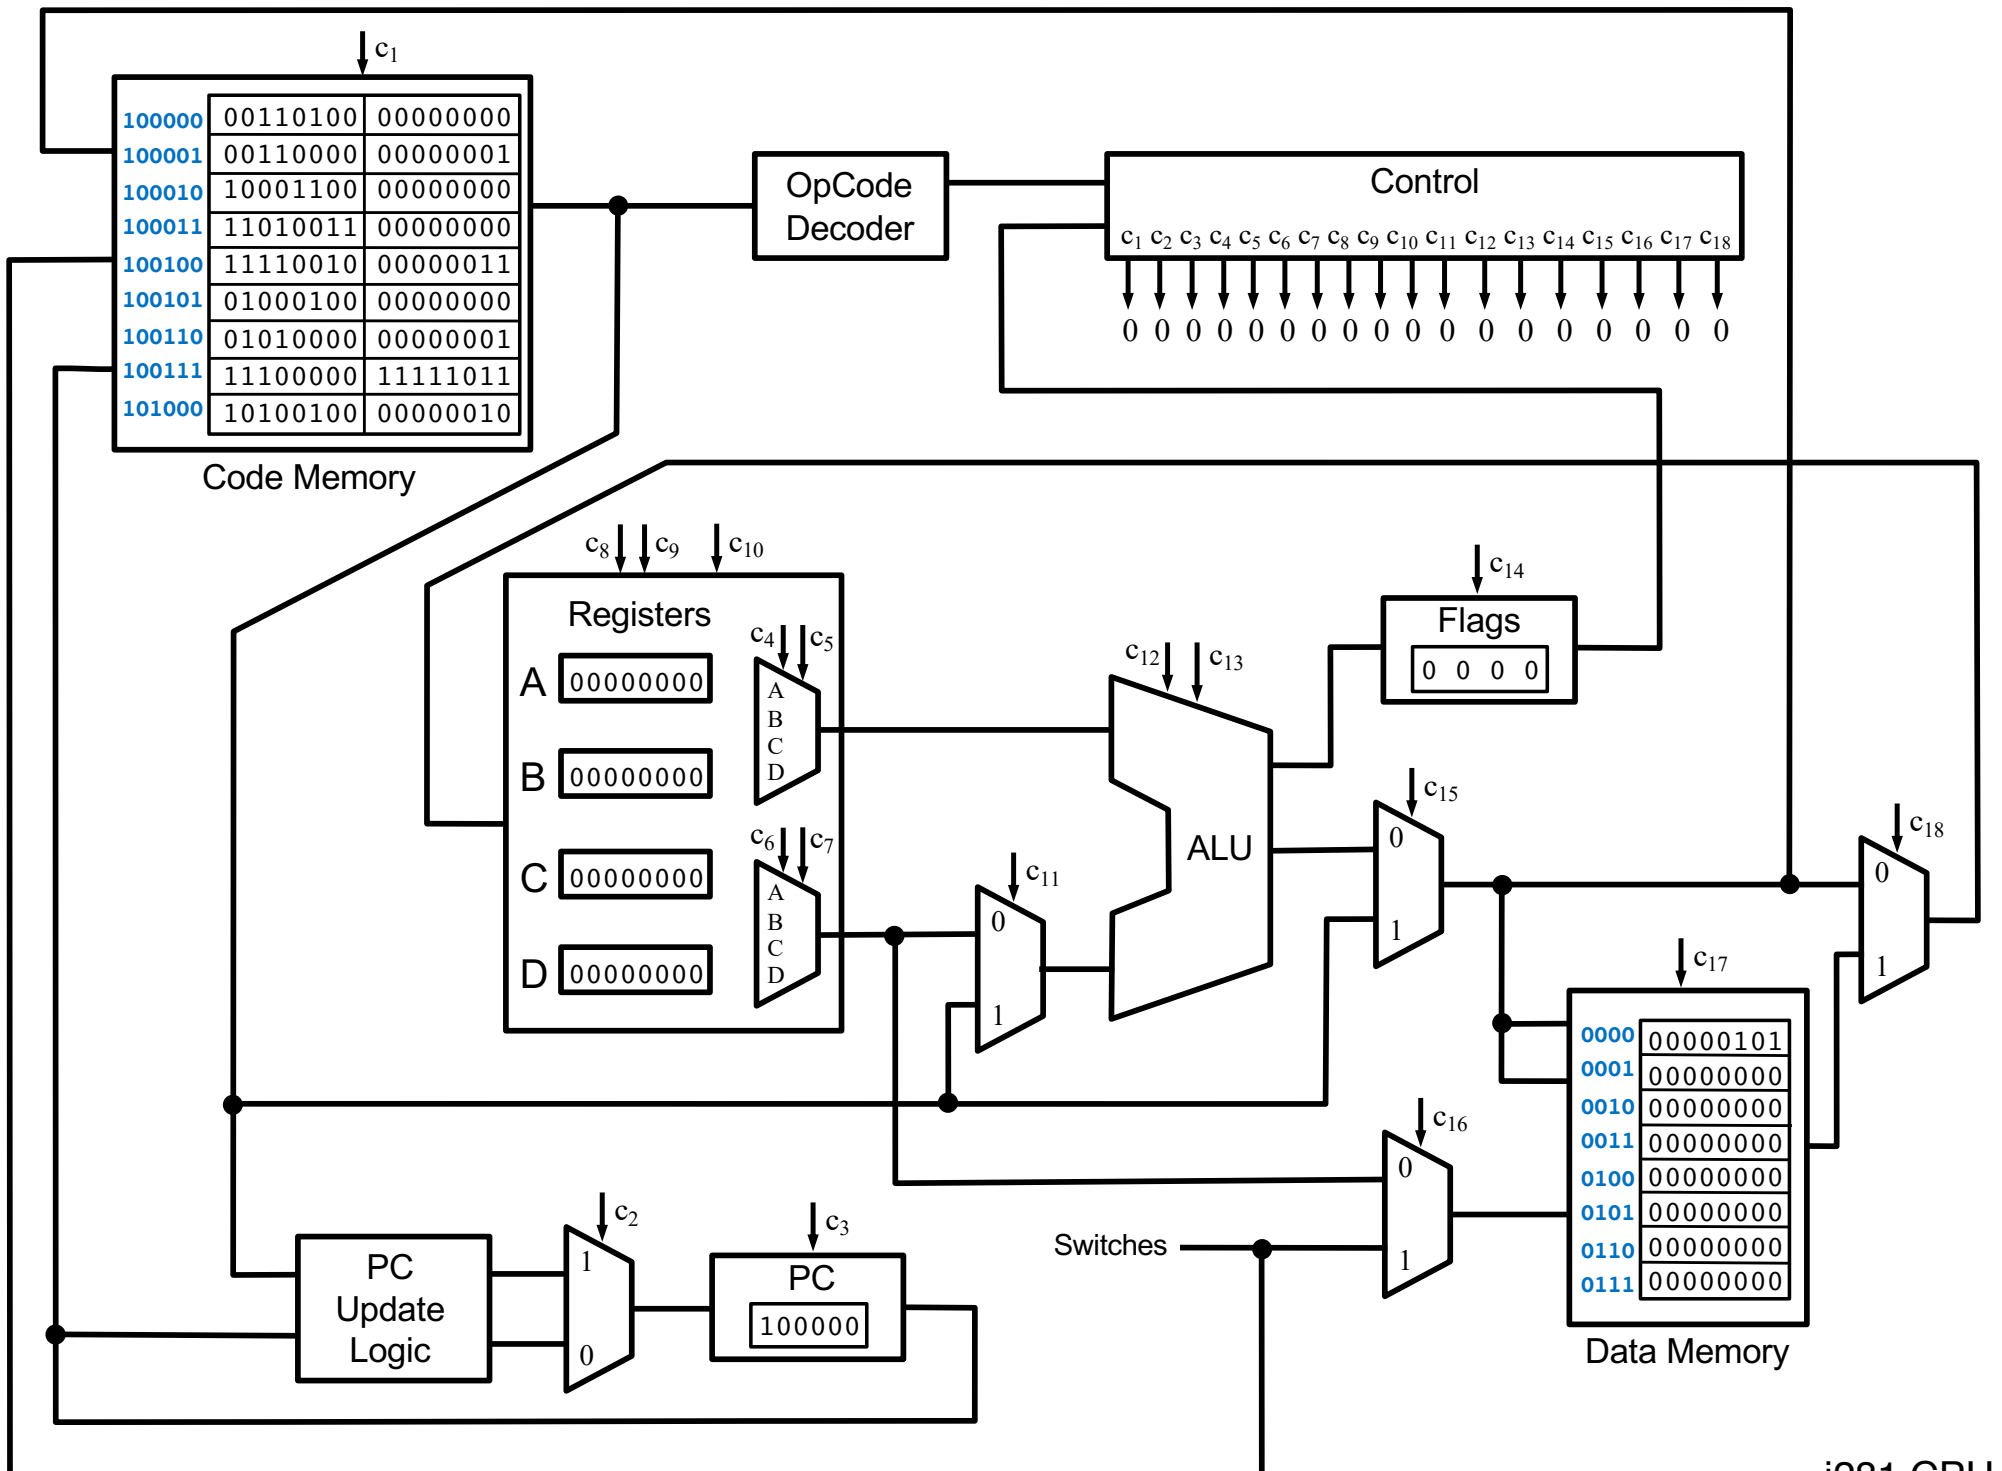 c1
100000 00110100 00000000
100001 00110000 00000001
100010 10001100 00000000
100011 11010011 00000000
100100 11110010 00000011
100101 01000100 00000000
100110 01010000 00000001
100111 11100000 11111011
101000 10100100 00000010
Code Memory
OpCode
Decoder
Control
c1 c2 c3 c4 c5 c6 c7 c8 c9 c10 c11 c12 c13 c14 c15 c16 c17 c18
0 0 0 0 0 0 0 0 0 0 0 0 0 0 0 0 0 0
c8 c9 c10
Registers
A 00000000
B 00000000
C 00000000
D 00000000
c4 c5
A
B
C
D
c6 c7
A
B
C
D
c11
0
1
c12 c13
ALU
c14
Flags
0 0 0 0
c15
0
1
c18
0
1
c17
0000 00000101
0001 00000000
0010 00000000
0011 00000000
0100 00000000
0101 00000000
0110 00000000
0111 00000000
Data Memory
c16
0
1
Switches
PC
Update
Logic
c2
1
0
c3
PC
100000